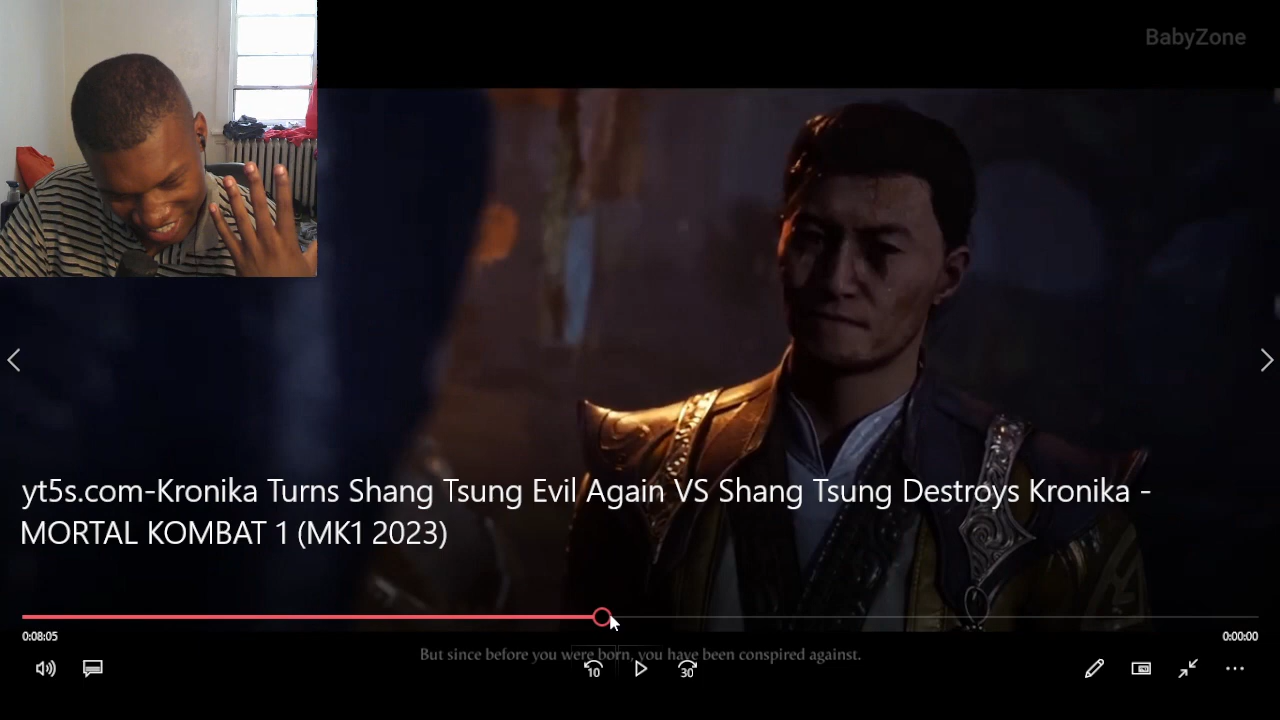 BabyZone
yt5s.com-Kronika Turns Shang Tsung Evil Again VS Shang Tsung Destroys Kronika -
MORTAL KOMBAT 1 (MK1 2023)
0:08:05
0:00:00
But since before you were born, you have been conspired against.
10
30